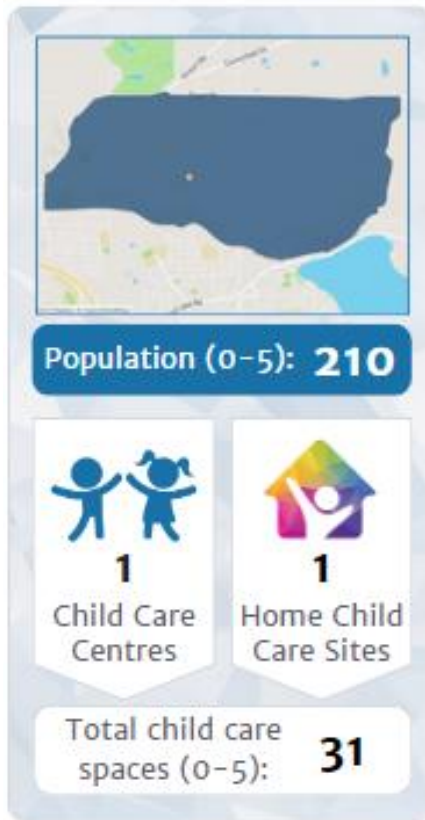 Population (0-5): 210
1
Child Care
Centres
1
Home Child
Care Sites
Total child care
spaces (0-5): 31